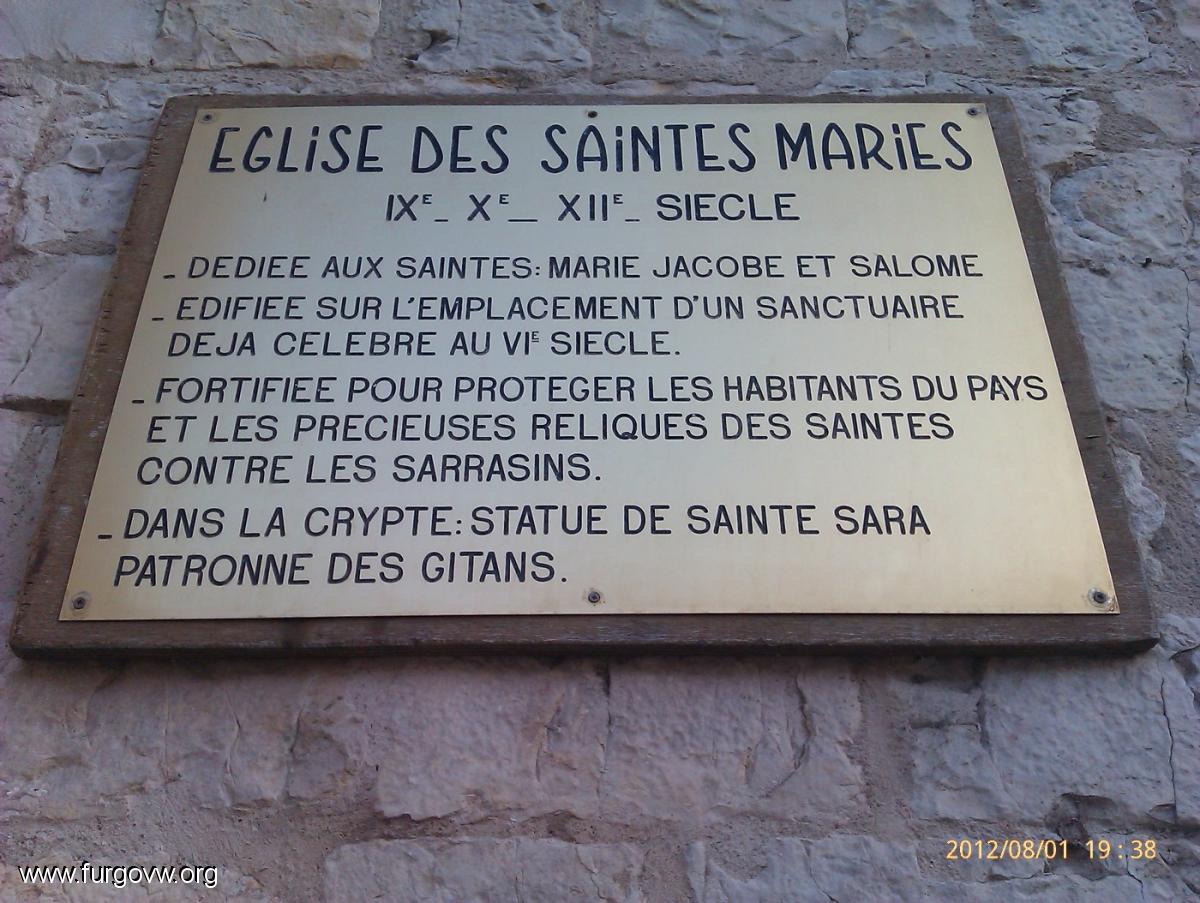 EGLiSE DES SAiNTES MARiES
IXᴱ_ Xᴱ_ XIIᴱ_ SIECLE
_ DEDIEE AUX SAINTES: MARIE JACOBE ET SALOME
_ EDIFIEE SUR L'EMPLACEMENT D'UN SANCTUAIRE
DEJA CELEBRE AU VIᴱ SIECLE.
_ FORTIFIEE POUR PROTEGER LES HABITANTS DU PAYS
ET LES PRECIEUSES RELIQUES DES SAINTES
CONTRE LES SARRASINS.
_ DANS LA CRYPTE: STATUE DE SAINTE SARA
PATRONNE DES GITANS.
2012/08/01 19:38
www.furgovw.org